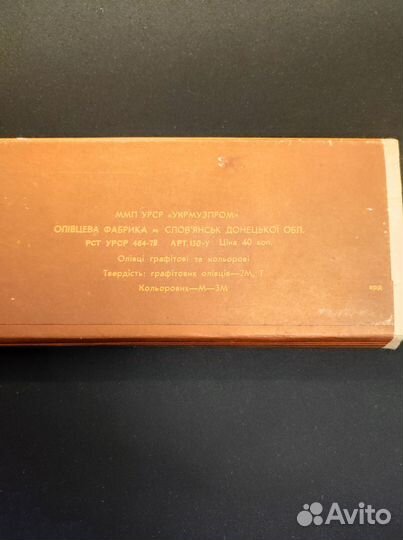 ММП УРСР «УКРМУЗПРОМ»
ОЛІВЦЕВА ФАБРИКА м СЛОВ'ЯНСЬК ДОНЕЦЬКОЇ ОБЛ.
РСТ УРСР 464-78 АРТ.130-У Ціна 40 коп.
Олівці графітові та кольорові
Твердість: графітових олівців—2М, Т
Кольорових—М—3М
Avito